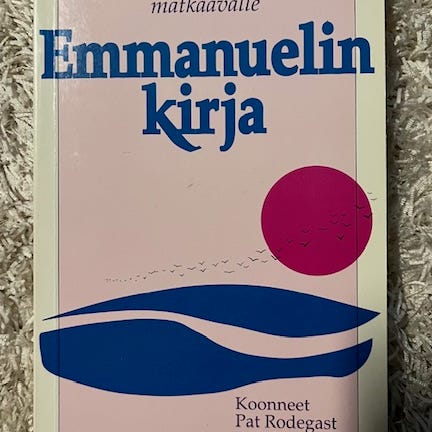 matkaavalle
Emmanuelin
kirja
Koonneet
Pat Rodegast